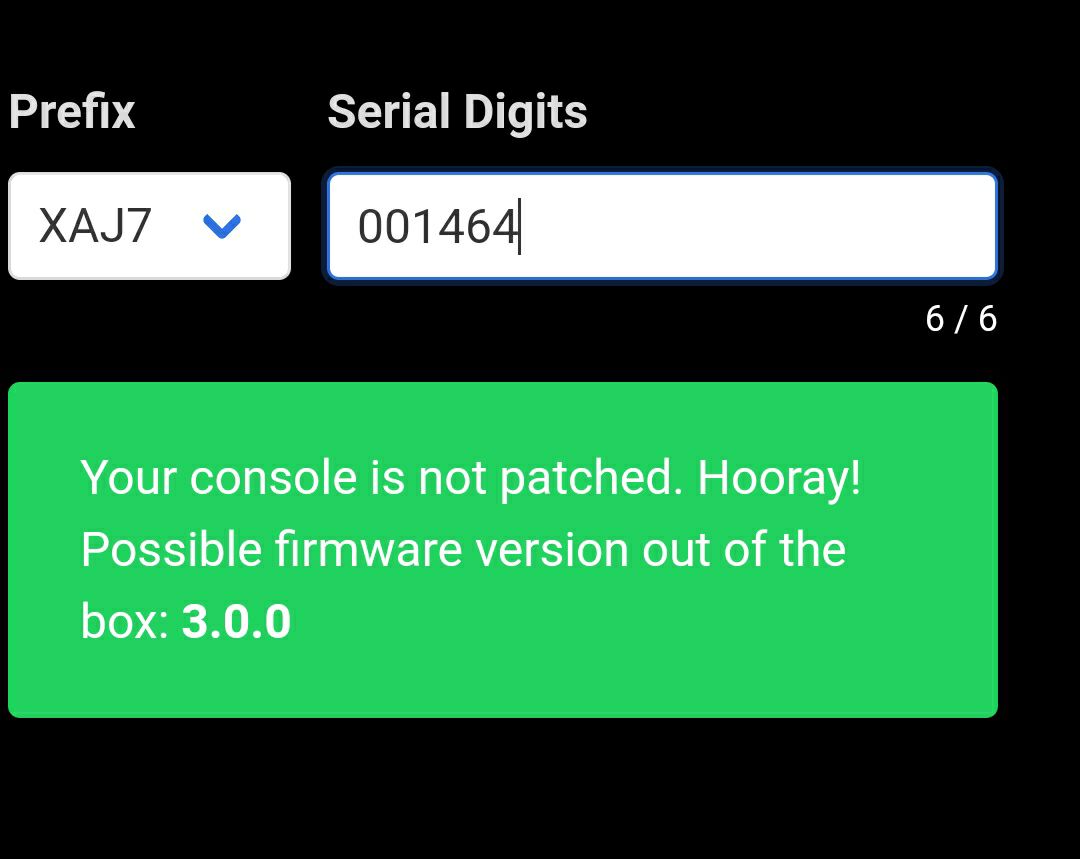 Prefix
Serial Digits
XAJ7
001464
6 / 6
Your console is not patched. Hooray!
Possible firmware version out of the
box: 3.0.0